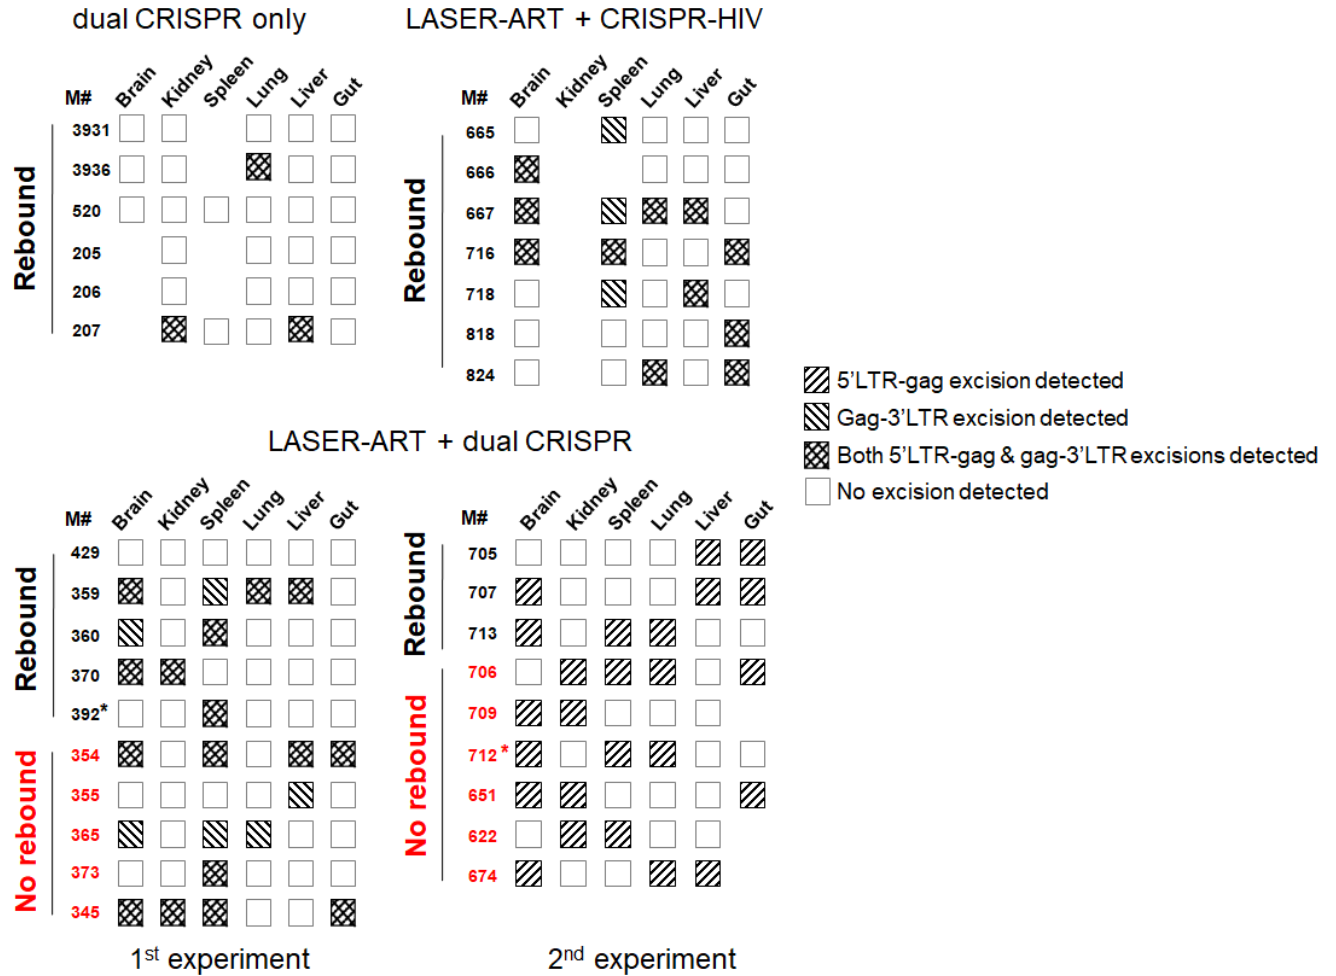 dual CRISPR only
M# Brain Kidney Spleen Lung Liver Gut
Rebound
3931
3936
520
205
206
207
LASER-ART + CRISPR-HIV
M# Brain Kidney Spleen Lung Liver Gut
Rebound
665
666
667
716
718
818
824
5'LTR-gag excision detected
Gag-3'LTR excision detected
Both 5'LTR-gag & gag-3'LTR excisions detected
No excision detected
LASER-ART + dual CRISPR
M# Brain Kidney Spleen Lung Liver Gut
Rebound
429
359
360
370
392*
No rebound
354
355
365
373
345
1st experiment
M# Brain Kidney Spleen Lung Liver Gut
Rebound
705
707
713
No rebound
706
709
712*
651
622
674
2nd experiment